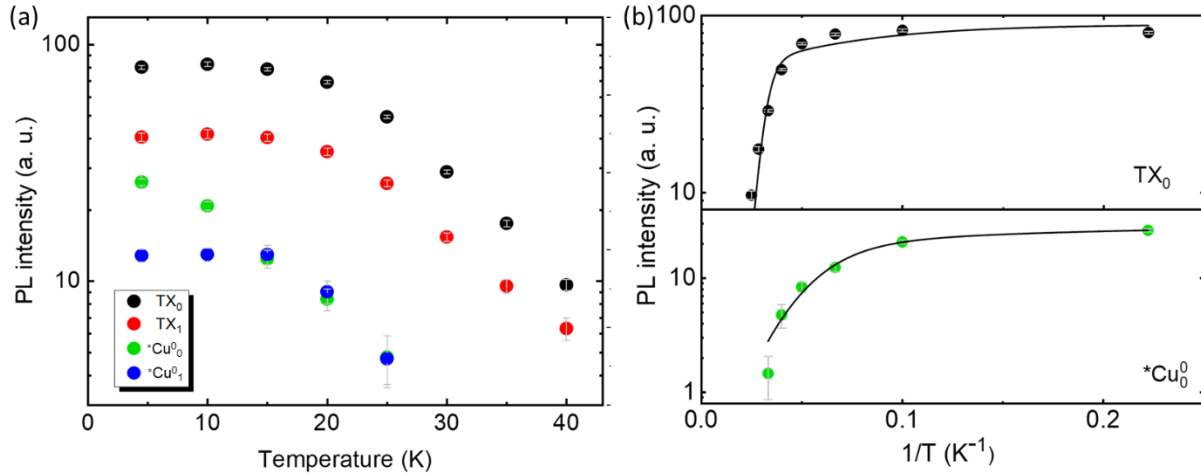 (a)
100
10
PL intensity (a. u.)
TX₀
TX₁
*Cu⁰₀
*Cu⁰₁
0 10 20 30 40
Temperature (K)
(b)
100
10
TX₀
10
1
*Cu⁰₀
PL intensity (a. u.)
0.0 0.1 0.2
1/T (K⁻¹)